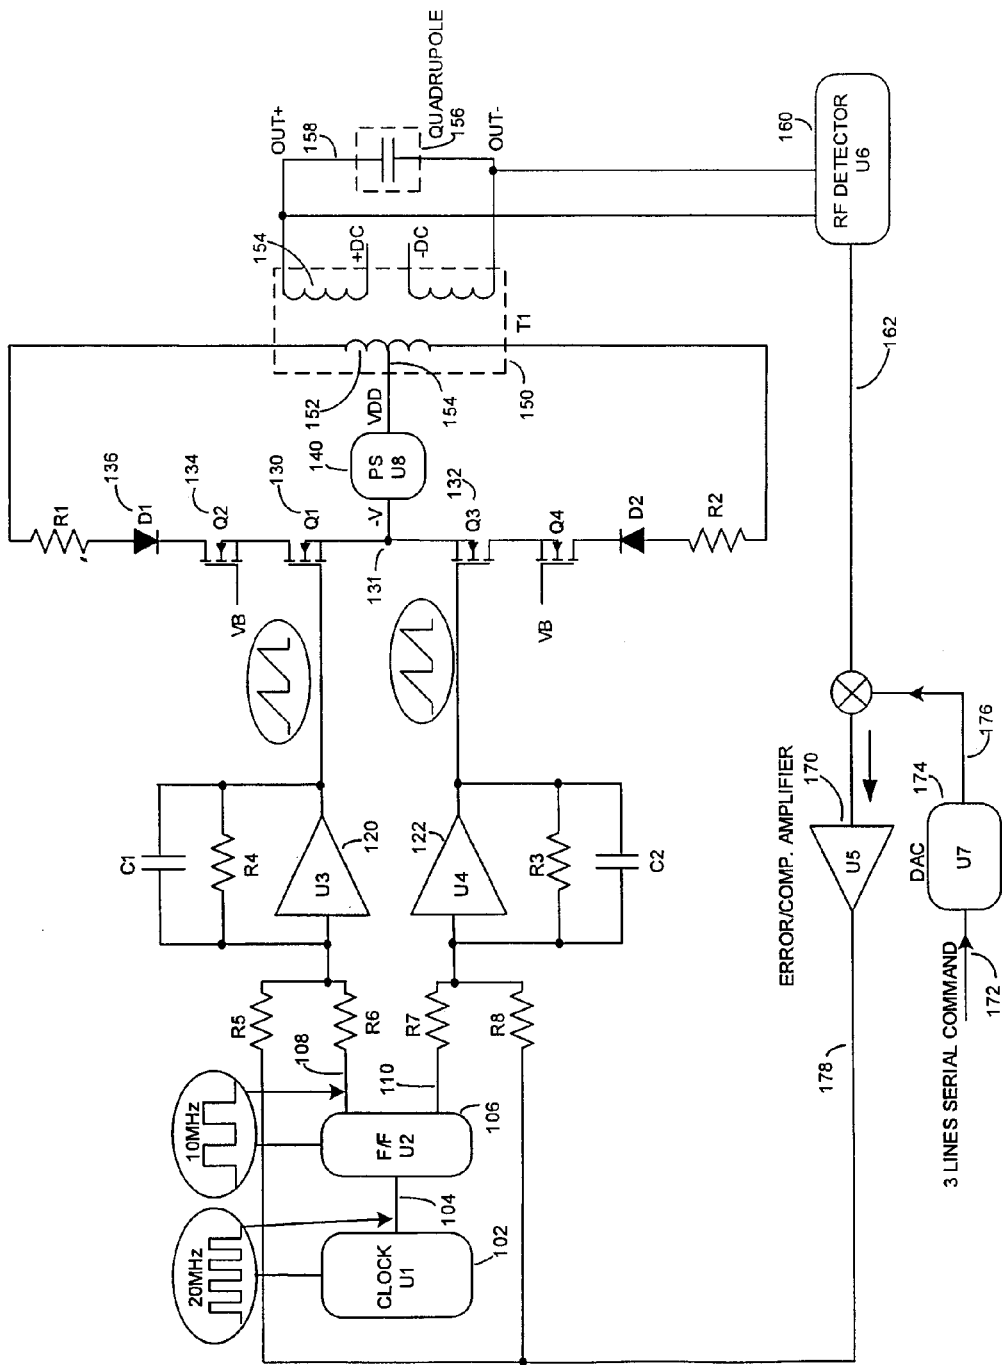 20MHz
10MHz
CLOCK
U1
102
104
F/F
U2
106
108
110
R5
R6
R7
R8
C1
R4
U3
120
U4
122
R3
C2
VB
VB
R1
D1
136
Q2
134
Q1
130
-V
131
PS
U8
140
VDD
Q3
132
Q4
D2
R2
152
154
T1
150
154
+DC
-DC
OUT+
158
QUADRUPOLE
156
OUT-
160
RF DETECTOR
U6
162
ERROR/COMP. AMPLIFIER
170
U5
176
174
DAC
U7
3 LINES SERIAL COMMAND
172
178